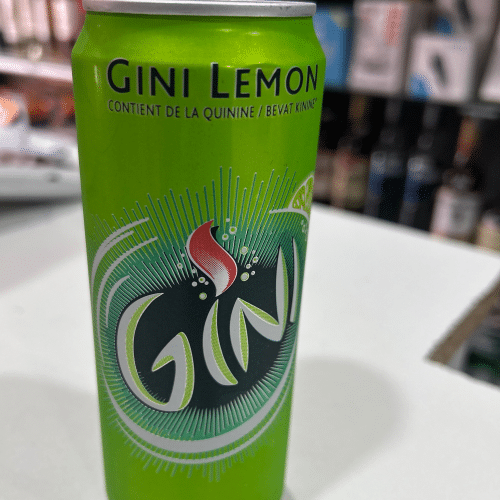 GINI LEMON
CONTIENT DE LA QUININE / BEVAT KININE*
GINI